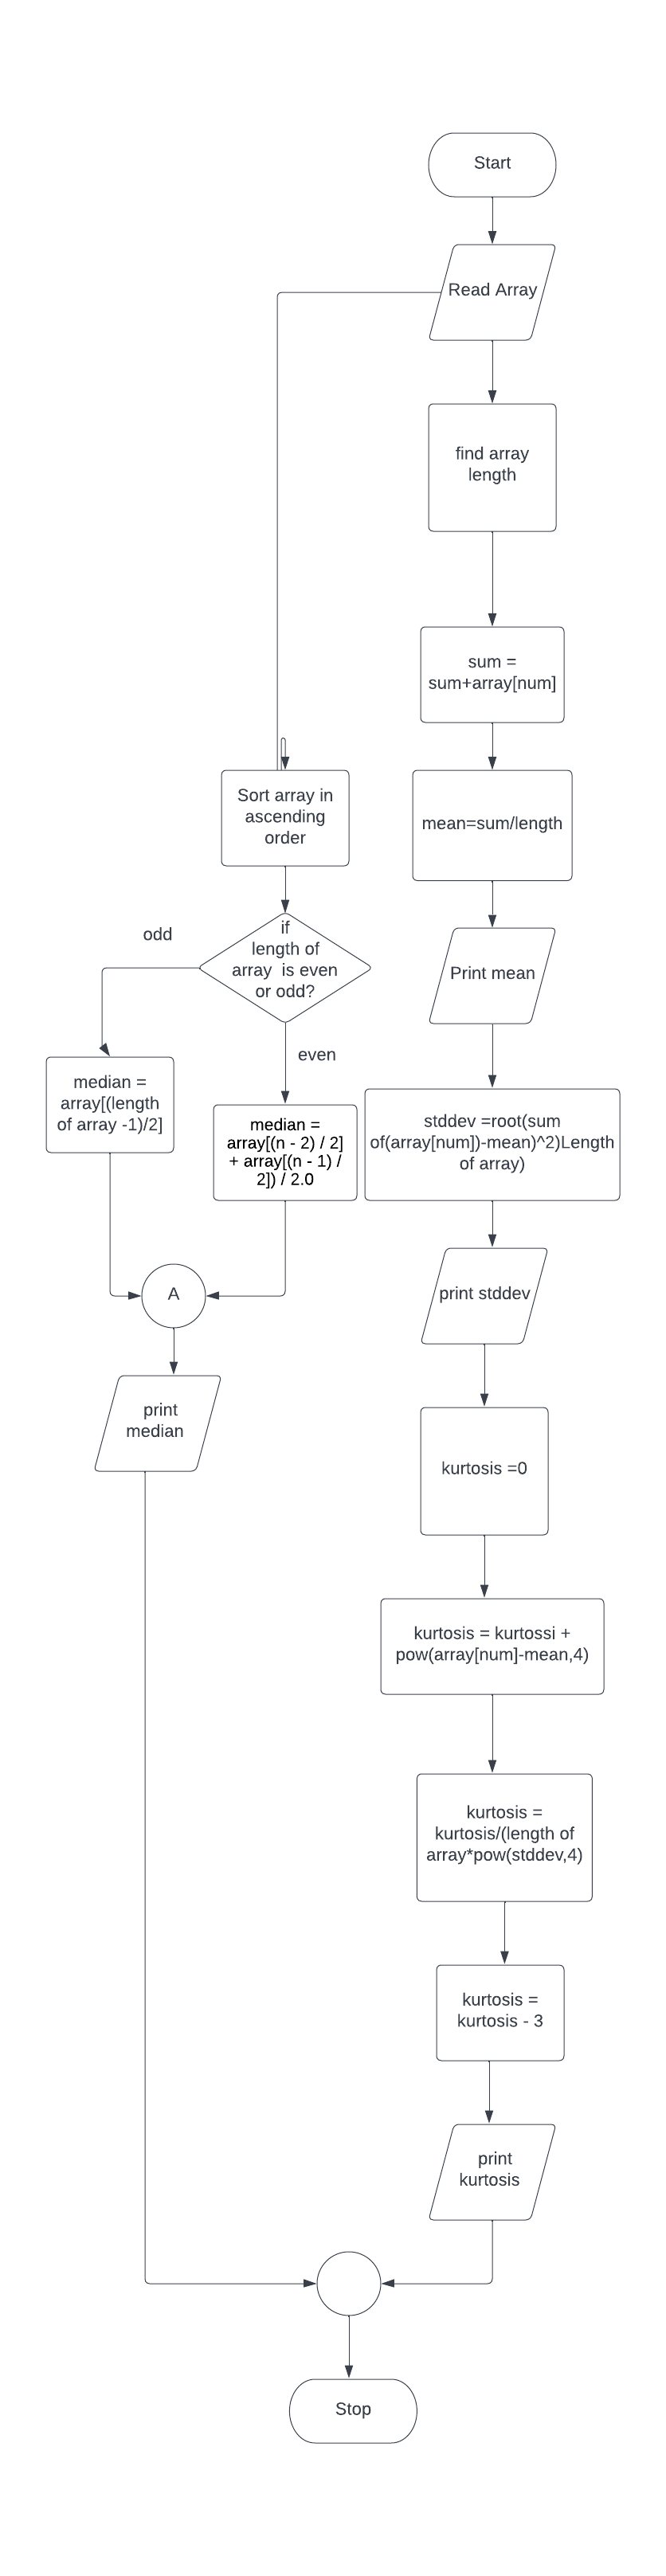 Start
Read Array
find array
length
sum =
sum+array[num]
Sort array in
ascending
order
mean=sum/length
odd
if
length of
array  is even
or odd?
Print mean
even
median =
array[(length
of array -1)/2]
median =
array[(n - 2) / 2]
+ array[(n - 1) /
2]) / 2.0
stddev =root(sum
of(array[num])-mean)^2)Length
of array)
A
print stddev
print
median
kurtosis =0
kurtosis = kurtossi +
pow(array[num]-mean,4)
kurtosis =
kurtosis/(length of
array*pow(stddev,4)
kurtosis =
kurtosis - 3
print
kurtosis
Stop